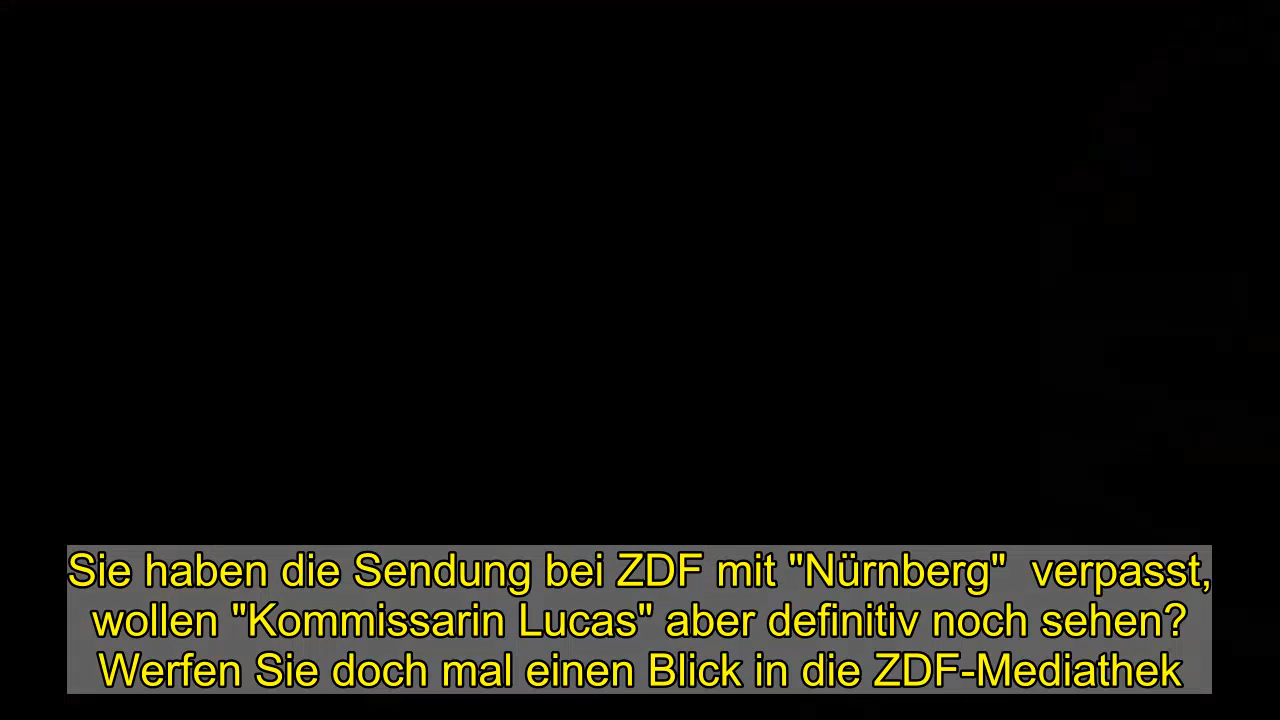 Sie haben die Sendung bei ZDF mit "Nürnberg"  verpasst,
wollen "Kommissarin Lucas" aber definitiv noch sehen?
Werfen Sie doch mal einen Blick in die ZDF-Mediathek